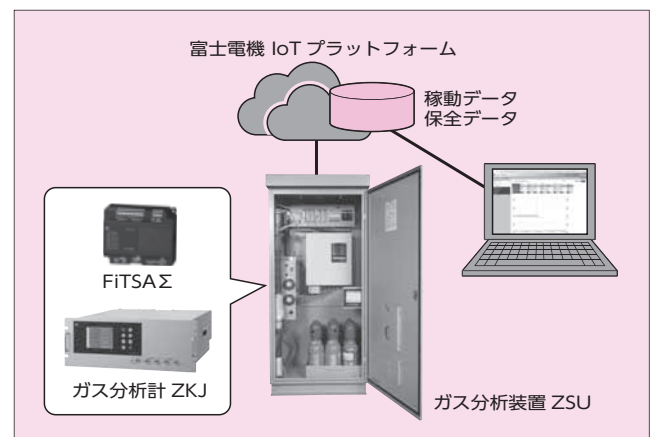 富士電機 IoT プラットフォーム
稼動データ
保全データ
FiTSAΣ
ガス分析計 ZKJ
ガス分析装置 ZSU